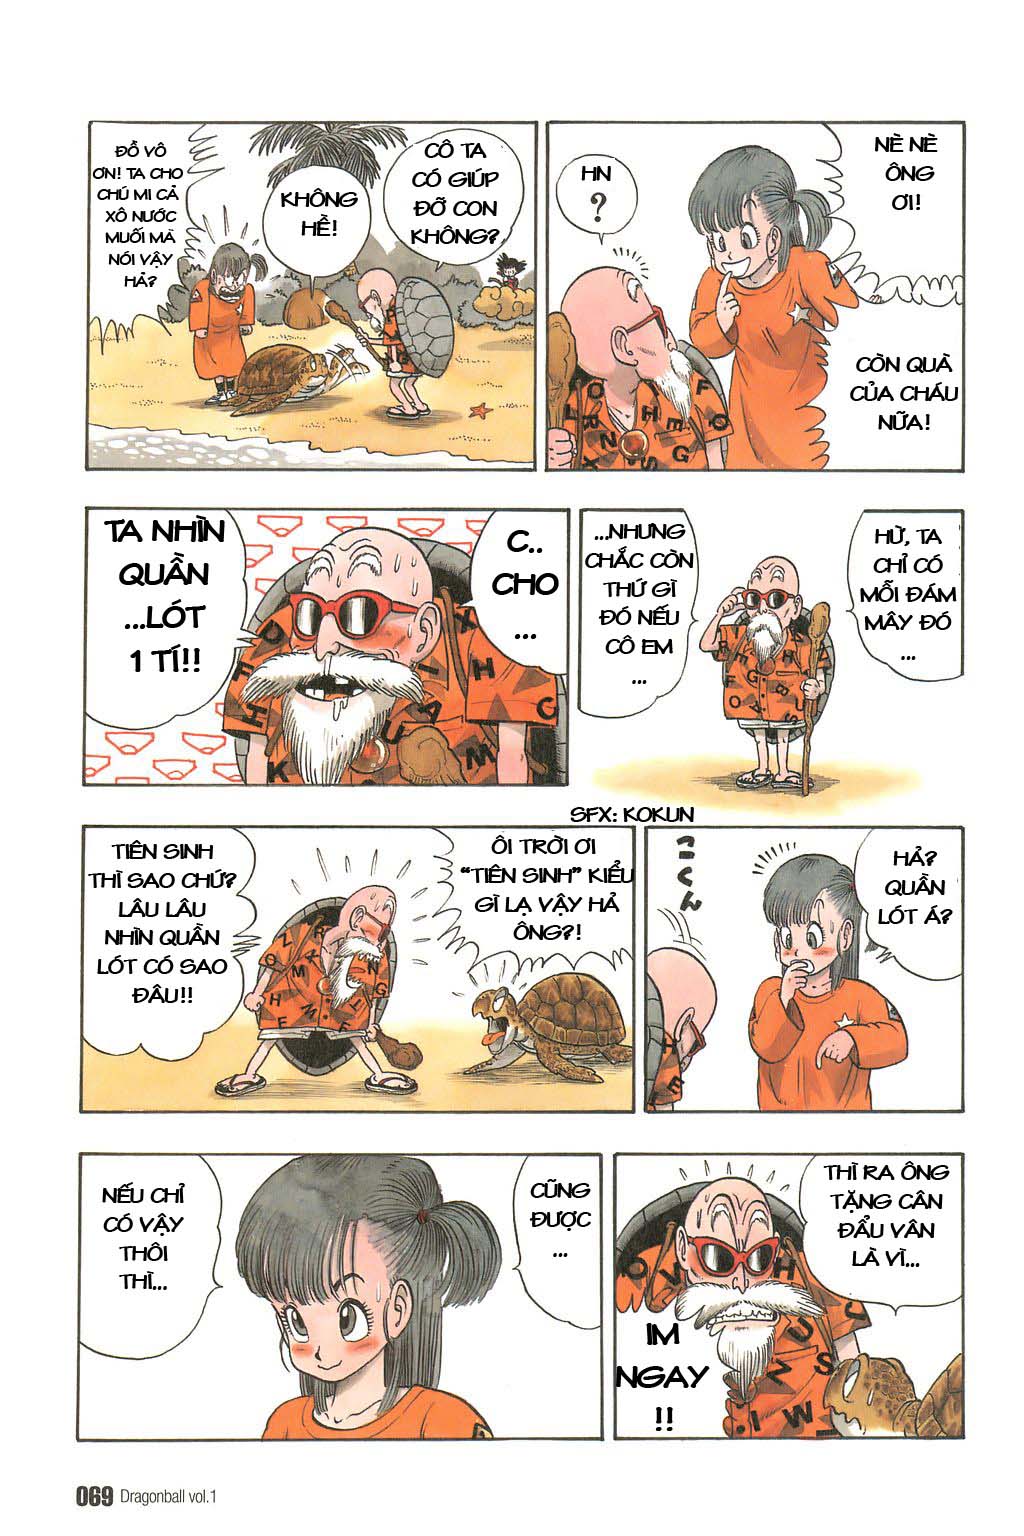 NÈ NÈ
ÔNG
ƠI!
HN
?
CÒN QUÀ
CỦA CHÁU
NỮA!
CÔ TA
CÓ GIÚP
ĐỠ CON
KHÔNG?
KHÔNG
HỀ!
ĐỒ VÔ
ƠN! TA CHO
CHÚ MI CẢ
XÔ NƯỚC
MUỐI MÀ
NÓI VẬY
HẢ?
HỪ, TA
CHỈ CÓ
MỖI ĐÁM
MÂY ĐÓ
...
...NHƯNG
CHẮC CÒN
THỨ GÌ
ĐÓ NẾU
CÔ EM
...
C..
CHO
...
TA NHÌN
QUẦN
...LÓT
1 TÍ!!
SFX: KOKUN
HẢ?
QUẦN
LÓT Á?
こくん
ÔI TRỜI ƠI
“TIÊN SINH” KIỂU
GÌ LẠ VẬY HẢ
ÔNG?!
TIÊN SINH
THÌ SAO CHỨ?
LÂU LÂU
NHÌN QUẦN
LÓT CÓ SAO
ĐÂU!!
THÌ RA ÔNG
TẶNG CÂN
ĐẨU VÂN
LÀ VÌ...
IM
NGAY
!!
CŨNG
ĐƯỢC
...
NẾU CHỈ
CÓ VẬY
THÔI
THÌ...
069 Dragonball vol.1